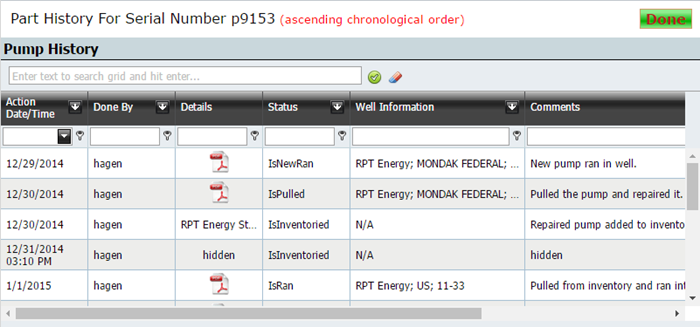 Part History For Serial Number p9153 (ascending chronological order)
Done
Pump History
Enter text to search grid and hit enter...
Action Date/Time Done By Details Status Well Information Comments
12/29/2014 hagen IsNewRan RPT Energy; MONDAK FEDERAL; ... New pump ran in well.
12/30/2014 hagen IsPulled RPT Energy; MONDAK FEDERAL; ... Pulled the pump and repaired it.
12/30/2014 hagen RPT Energy St... IsInventoried N/A Repaired pump added to invento
12/31/2014 03:10 PM hagen hidden IsInventoried N/A hidden
1/1/2015 hagen IsRan RPT Energy; US; 11-33 Pulled from inventory and ran int